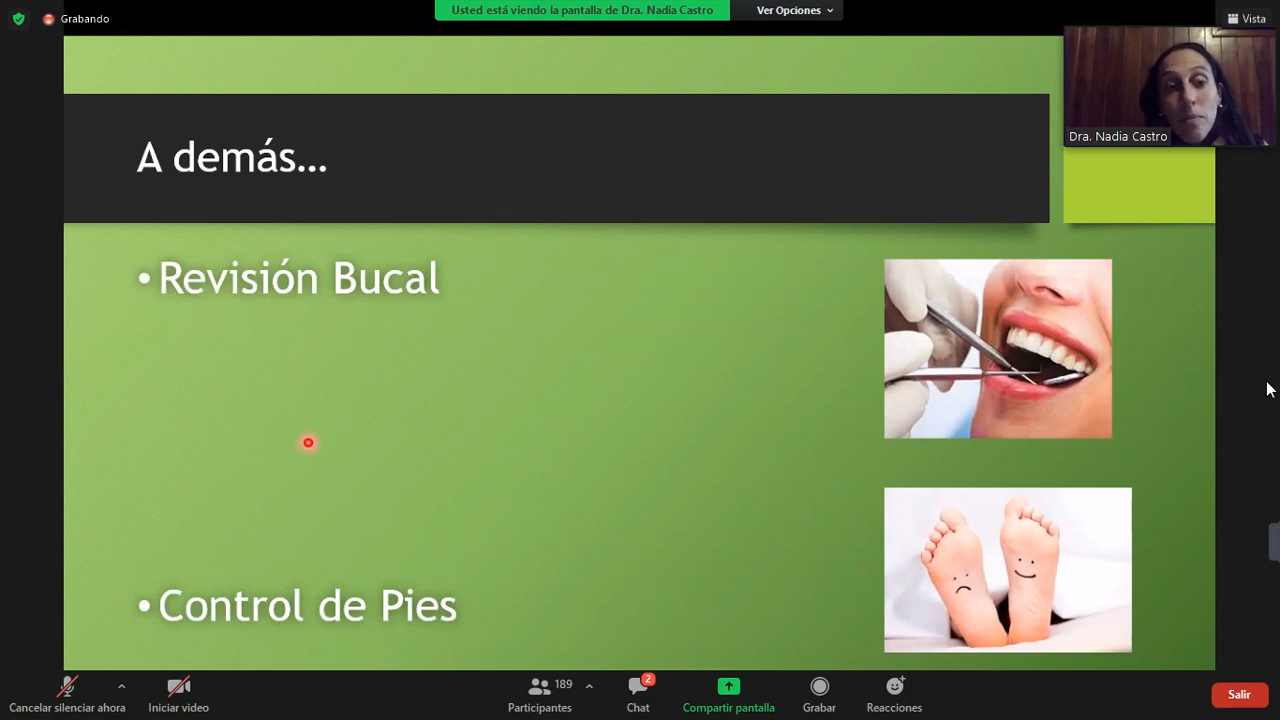 Grabando
Usted está viendo la pantalla de Dra. Nadia Castro
Ver Opciones
Vista
Dra. Nadia Castro
A demás...
• Revisión Bucal
• Control de Pies
Cancelar silenciar ahora
Iniciar video
189
Participantes
2
Chat
Compartir pantalla
Grabar
Reacciones
Salir